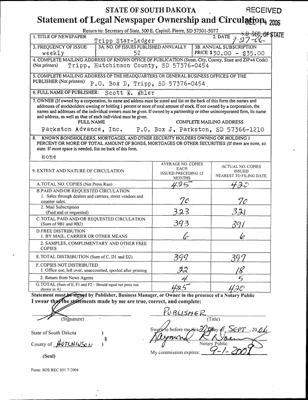 STATE OF SOUTH DAKOTA
RECEIVED
Statement of Legal Newspaper Ownership and Circulation
2006
Return to: Secretary of State, 500 E. Capitol, Pierre, SD 57501-5077
S.D. SEC. OF STATE
1. TITLE OF NEWSPAPER
Tripp Star-Ledger
2. DATE
9-27-06
3. FREQUENCY OF ISSUE
weekly
3A. NO. OF ISSUES PUBLISHED ANNUALLY
52
3B. ANNUAL SUBSCRIPTION
PRICE $30.00 - $35.00
4. COMPLETE MAILING ADDRESS OF KNOWN OFFICE OF PUBLICATION (Street, City, County, State and ZIP+4 Code)
(Not printers) Tripp, Hutchinson County, SD 57376-0454
5. COMPLETE MAILING ADDRESS OF THE HEADQUARTERS OR GENERAL BUSINESS OFFICES OF THE
PUBLISHER (Not printers) P.O. Box D, Tripp, SD 57376-0454
6. FULL NAME OF PUBLISHER: Scott K. Ehler
7. OWNER (If owned by a corporation, its name and address must be stated and also on the back of this form the names and
addresses of stockholders owning or holding 1 percent or more of total amount of stock. If not owned by a corporation, the
names and addresses of the individual owners must be given. If owned by a partnership or other unincorporated firm, its name
and address, as well as that of each individual must be given).
FULL NAME
COMPLETE MAILING ADDRESS
Parkston Advance, Inc. P.O. Box J, Parkston, SD 57366-1210
8. KNOWN BONDHOLDERS, MORTGAGES, AND OTHER SECURITY HOLDERS OWNING OR HOLDING 1
PERCENT OR MORE OF TOTAL AMOUNT OF BONDS, MORTGAGES OR OTHER SECURITIES (If there are none, so
state. If more space is needed, list on back of this form.
none
9. EXTENT AND NATURE OF CIRCULATION
AVERAGE NO. COPIES
EACH
ISSUED PRECEDING 12
MONTHS
ACTUAL NO. COPIES
ISSUED
NEAREST TO FILING DATE
A. TOTAL NO. COPIES (Net Press Run)
425
420
B. PAID AND/OR REQUESTED CIRCULATION
1. Sales through dealers and carriers, street vendors and
counter sales.
70
70
2. Mail Subscription
(Paid and or requested)
323
321
C. TOTAL PAID AND/OR REQUESTED CIRCULATION
(Sum of 9B1 and 9B2)
393
391
D. FREE DISTRIBUTION
1. BY MAIL, CARRIER OR OTHER MEANS
6
6
2. SAMPLES, COMPLIMENTARY AND OTHER FREE
COPIES
E. TOTAL DISTRIBUTION (Sum of C, D1 and D2)
399
397
F. COPIES NOT DISTRIBUTED
1. Office use, left over, unaccounted, spoiled after printing
22
18
2. Return from News Agents
4
5
G. TOTAL (Sum of E, F1 and F2 - Should equal net press run
shown in A)
425
420
Statement must be signed by Publisher, Business Manager, or Owner in the presence of a Notary Public
I swear that the statements made by me are true, correct, and complete:
PUBLISHER
(Signature)
(Title)
State of South Dakota )
County of HUTCHINSON )
Notary Public
(Seal)
My commission expires:
Form: SOS REC 051 7/2004